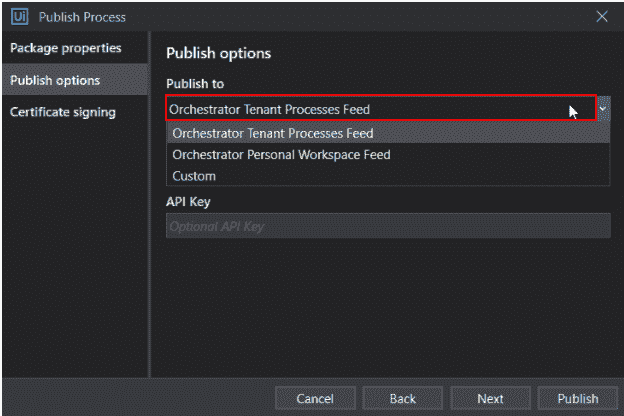 Ui Publish Process
Package properties
Publish options
Certificate signing
Publish options
Publish to
Orchestrator Tenant Processes Feed
Orchestrator Tenant Processes Feed
Orchestrator Personal Workspace Feed
Custom
API Key
Optional API Key
Cancel Back Next Publish